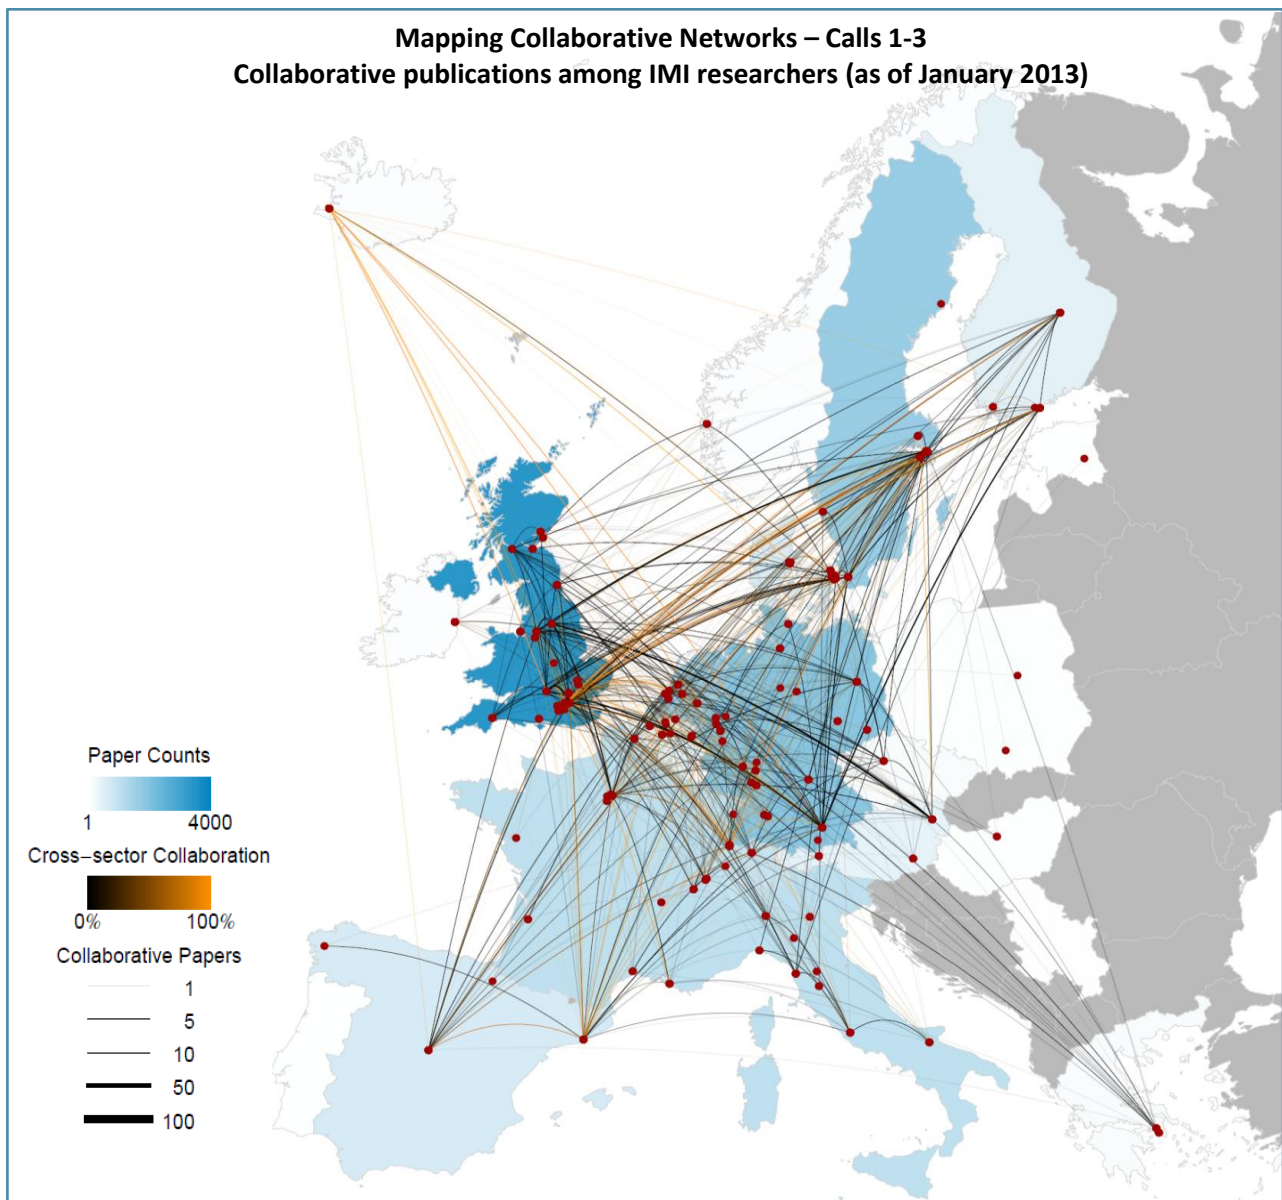 Mapping Collaborative Networks – Calls 1-3
Collaborative publications among IMI researchers (as of January 2013)
Paper Counts
1 4000
Cross−sector Collaboration
0% 100%
Collaborative Papers
1
5
10
50
100